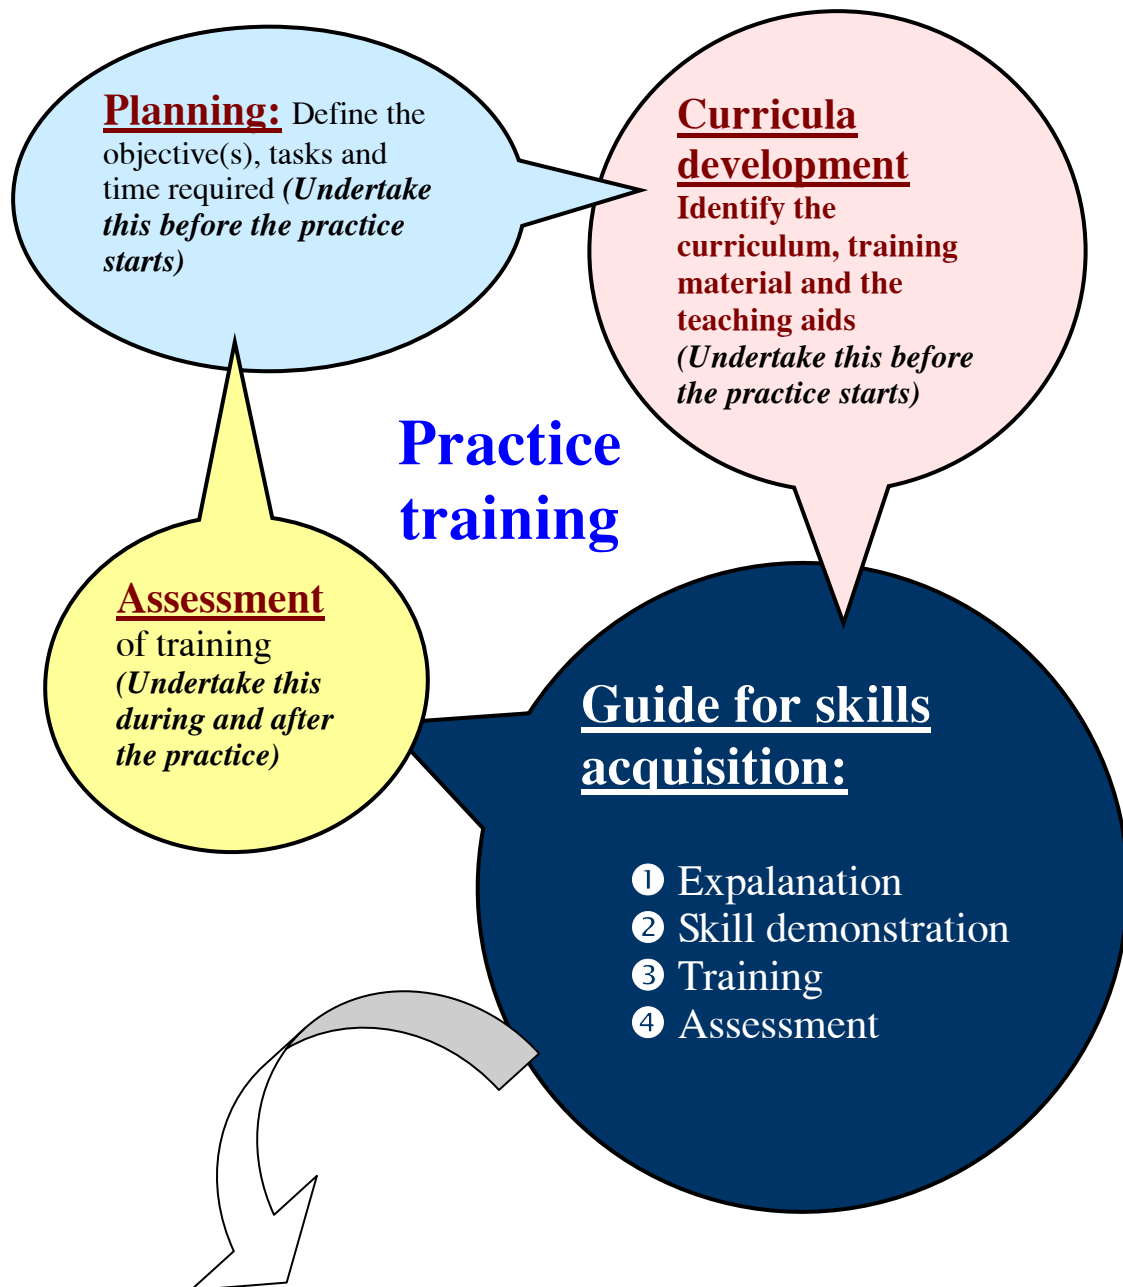 Planning: Define the
objective(s), tasks and
time required (Undertake
this before the practice
starts)
Curricula
development
Identify the
curriculum, training
material and the
teaching aids
(Undertake this before
the practice starts)
Practice
training
Assessment
of training
(Undertake this
during and after
the practice)
Guide for skills
acquisition:
❶ Expalanation
❷ Skill demonstration
❸ Training
❹ Assessment